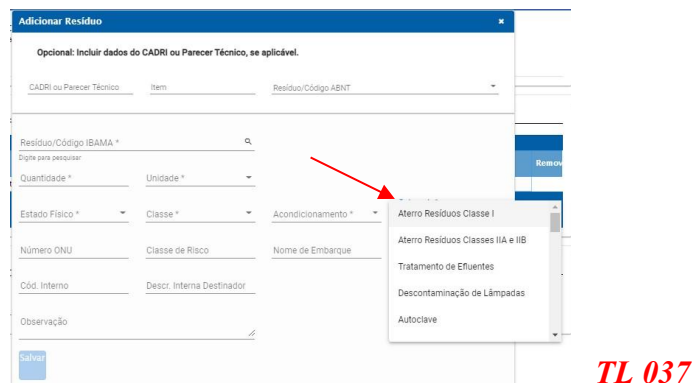 Adicionar Resíduo ×
Opcional: Incluir dados do CADRI ou Parecer Técnico, se aplicável.
CADRI ou Parecer Técnico Item Resíduo/Código ABNT
Resíduo/Código IBAMA *
Digite para pesquisar
Remov
Quantidade * Unidade *
Estado Físico * Classe * Acondicionamento *
Aterro Resíduos Classe I
Aterro Resíduos Classes IIA e IIB
Número ONU Classe de Risco Nome de Embarque
Tratamento de Efluentes
Cód. Interno Descr. Interna Destinador
Descontaminação de Lâmpadas
Observação
Autoclave
Salvar
TL 037